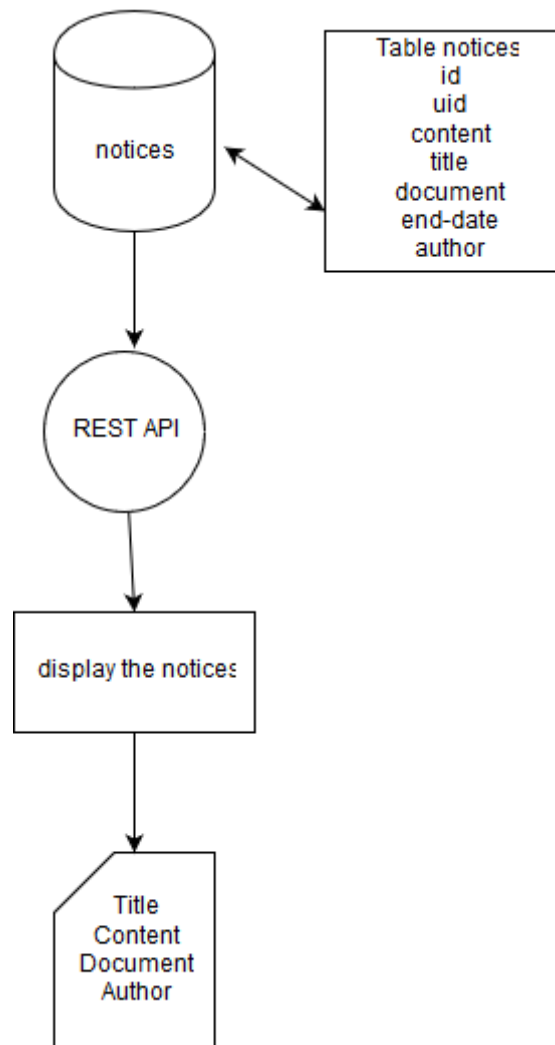 notices
Table notices
id
uid
content
title
document
end-date
author
REST API
display the notices
Title
Content
Document
Author